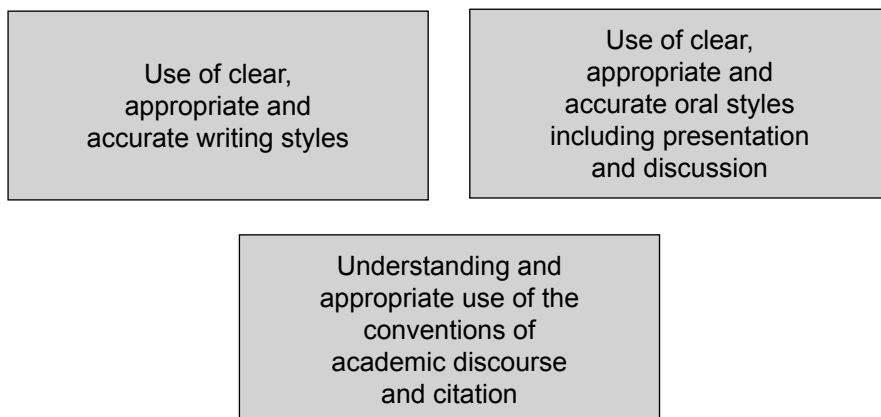 Use of clear,
appropriate and
accurate writing styles
Use of clear,
appropriate and
accurate oral styles
including presentation
and discussion
Understanding and
appropriate use of the
conventions of
academic discourse
and citation